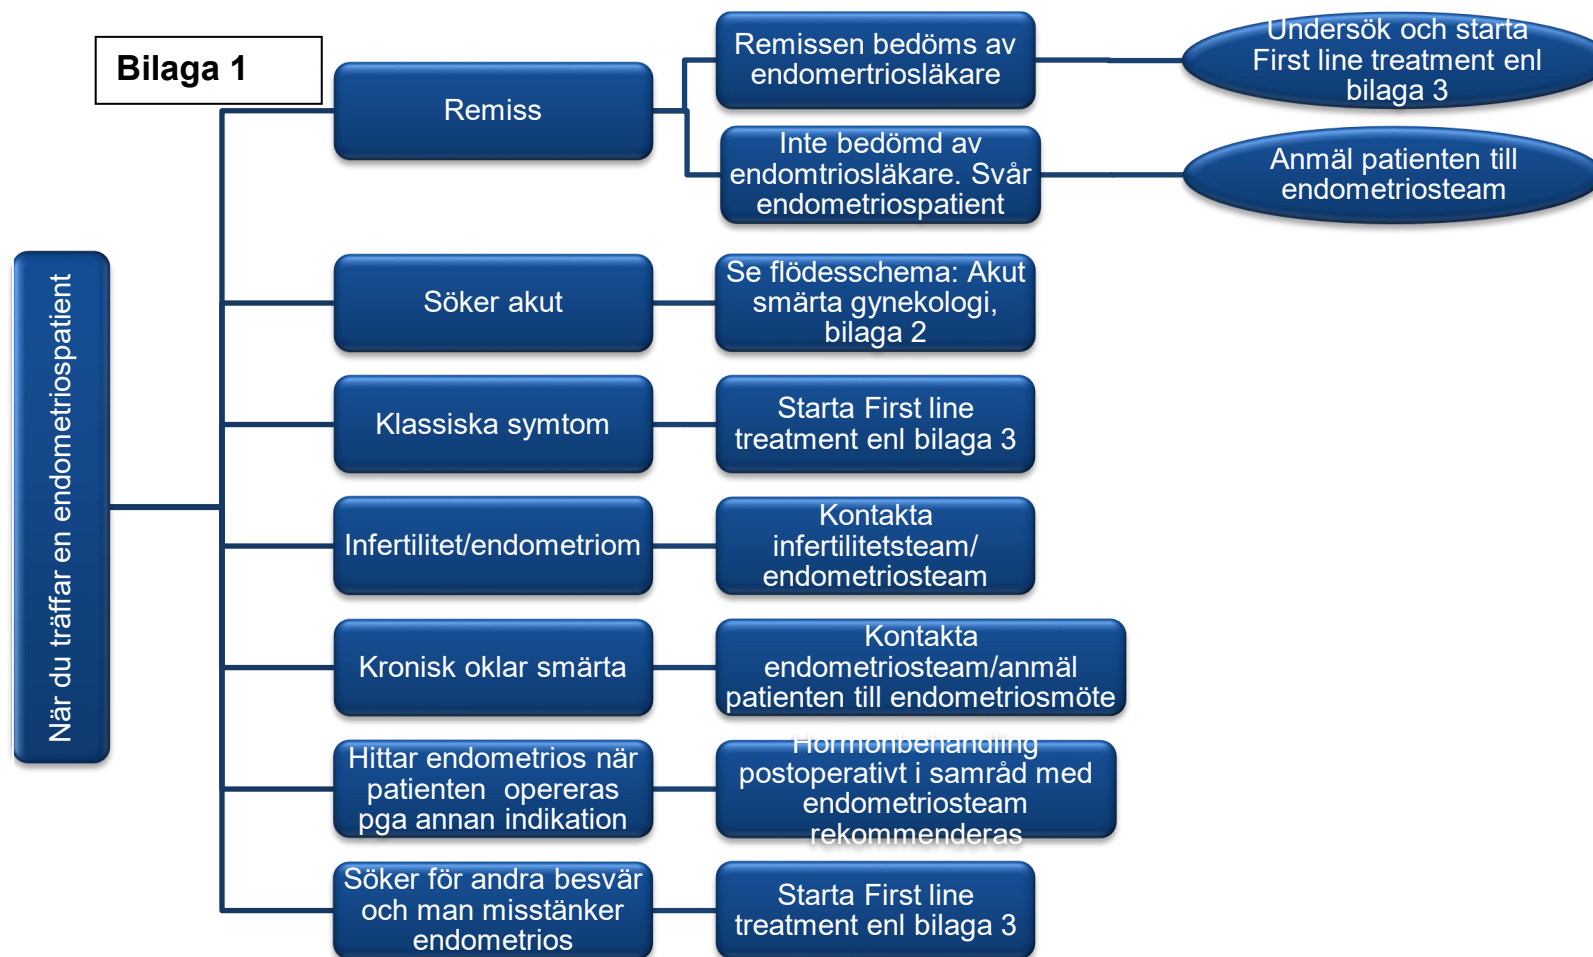 Bilaga 1
När du träffar en endometriospatient
Remiss
Remissen bedöms av
endomertriosläkare
Undersök och starta
First line treatment enl
bilaga 3
Inte bedömd av
endomtriosläkare. Svår
endometriospatient
Anmäl patienten till
endometriosteam
Söker akut
Se flödesschema: Akut
smärta gynekologi,
bilaga 2
Klassiska symtom
Starta First line
treatment enl bilaga 3
Infertilitet/endometriom
Kontakta
infertilitetsteam/
endometriosteam
Kronisk oklar smärta
Kontakta
endometriosteam/anmäl
patienten till endometriosmöte
Hittar endometrios när
patienten opereras
pga annan indikation
Hormonbehandling
postoperativt i samråd med
endometriosteam
rekommenderas
Söker för andra besvär
och man misstänker
endometrios
Starta First line
treatment enl bilaga 3